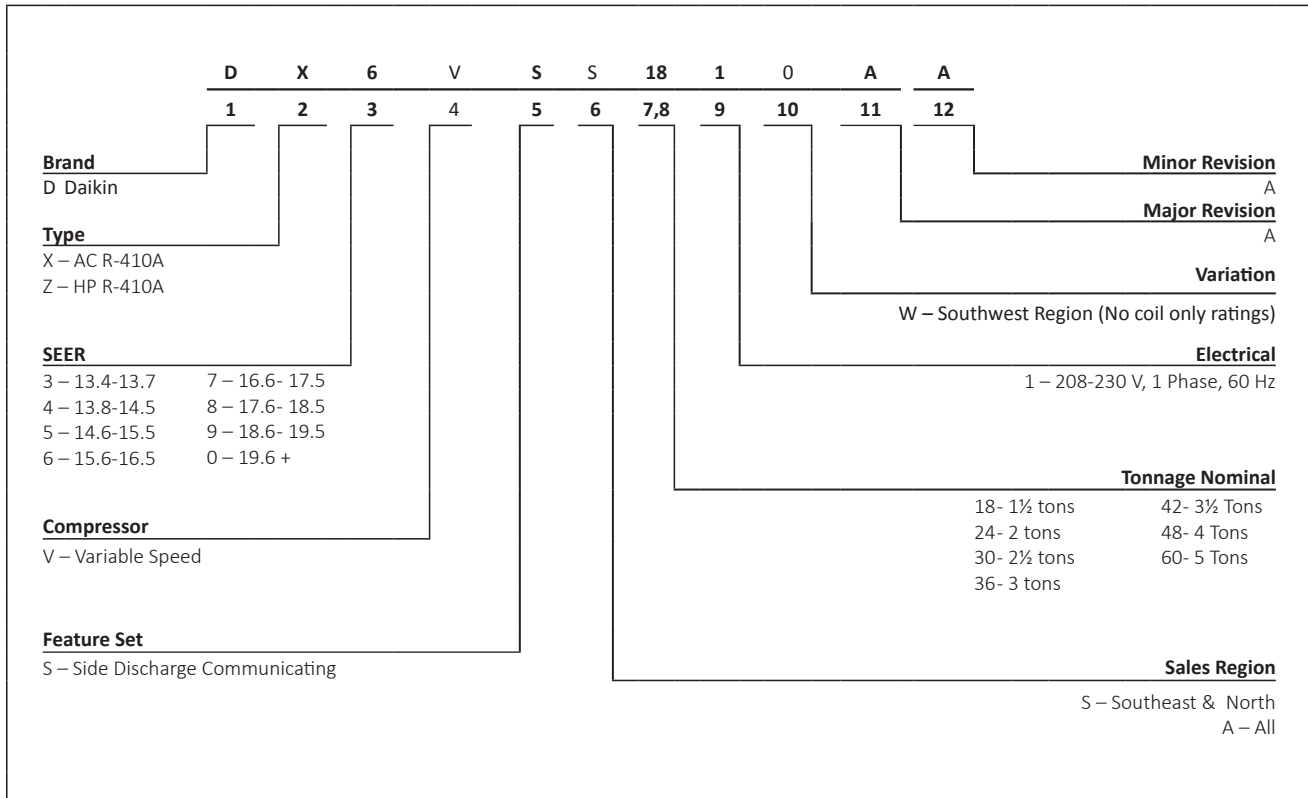 D X 6 V S S 18 1 0 A A
1 2 3 4 5 6 7,8 9 10 11 12
Brand
D Daikin
Type
X – AC R-410A
Z – HP R-410A
SEER
3 – 13.4-13.7 7 – 16.6- 17.5
4 – 13.8-14.5 8 – 17.6- 18.5
5 – 14.6-15.5 9 – 18.6- 19.5
6 – 15.6-16.5 0 – 19.6 +
Compressor
V – Variable Speed
Feature Set
S – Side Discharge Communicating
Minor Revision
A
Major Revision
A
Variation
W – Southwest Region (No coil only ratings)
Electrical
1 – 208-230 V, 1 Phase, 60 Hz
Tonnage Nominal
18- 1½ tons 42- 3½ Tons
24- 2 tons 48- 4 Tons
30- 2½ tons 60- 5 Tons
36- 3 tons
Sales Region
S – Southeast & North
A – All